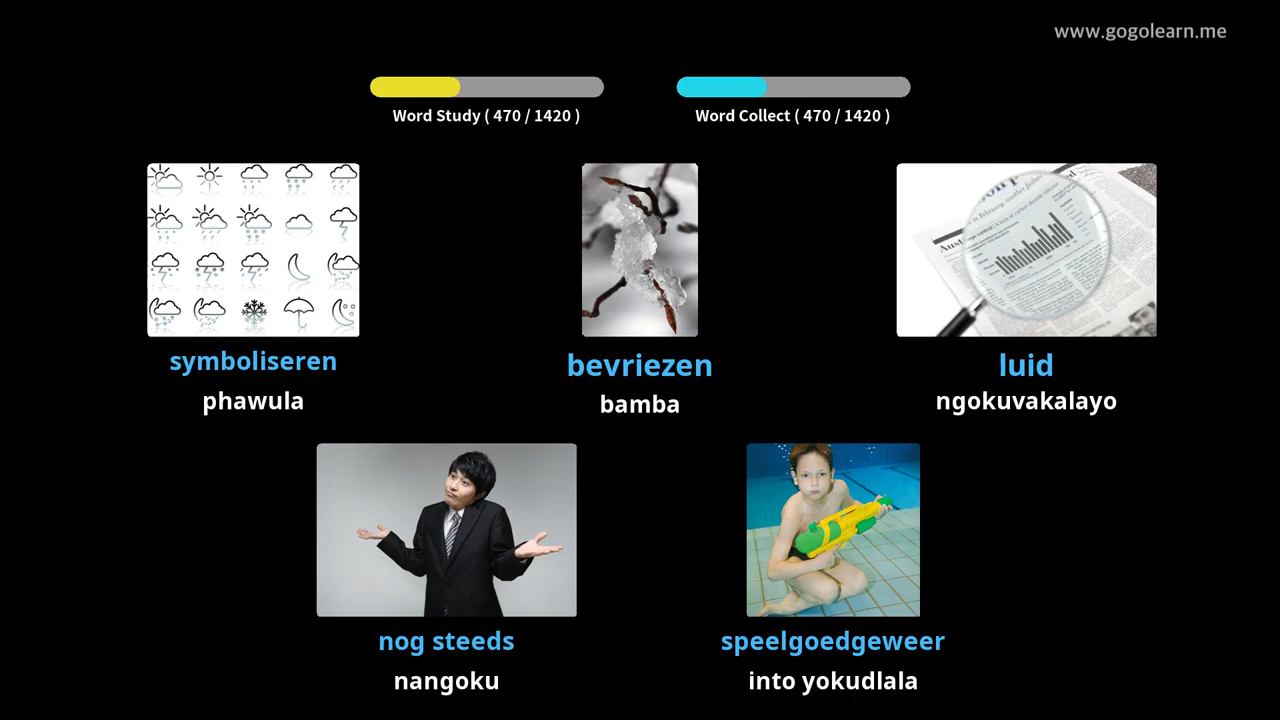 www.gogolearn.me
Word Study ( 470 / 1420 )
Word Collect ( 470 / 1420 )
symboliseren
phawula
bevriezen
bamba
luid
ngokuvakalayo
nog steeds
nangoku
speelgoedgeweer
into yokudlala